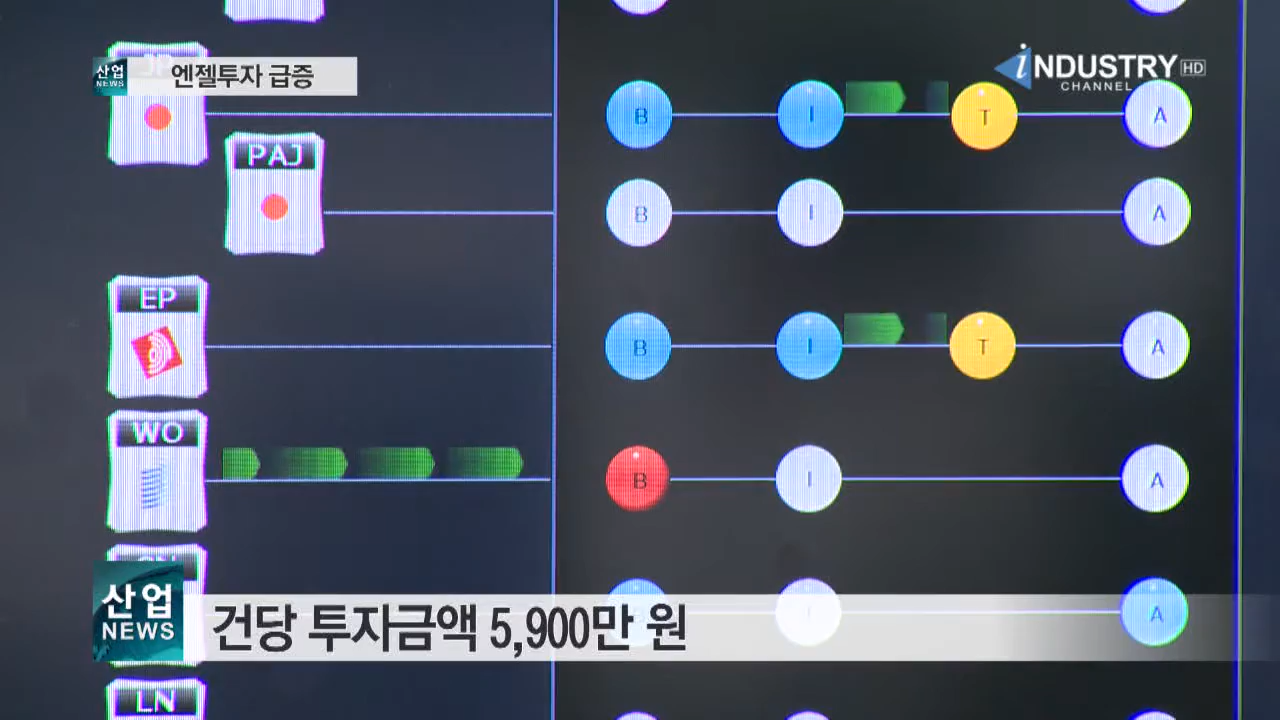 산업
NEWS
엔젤투자 급증
iNDUSTRY HD
CHANNEL
B I T A
PAJ
B I A
EP
B I T A
WO
B I A
산업
NEWS
건당 투자금액 5,900만 원
I A
LN